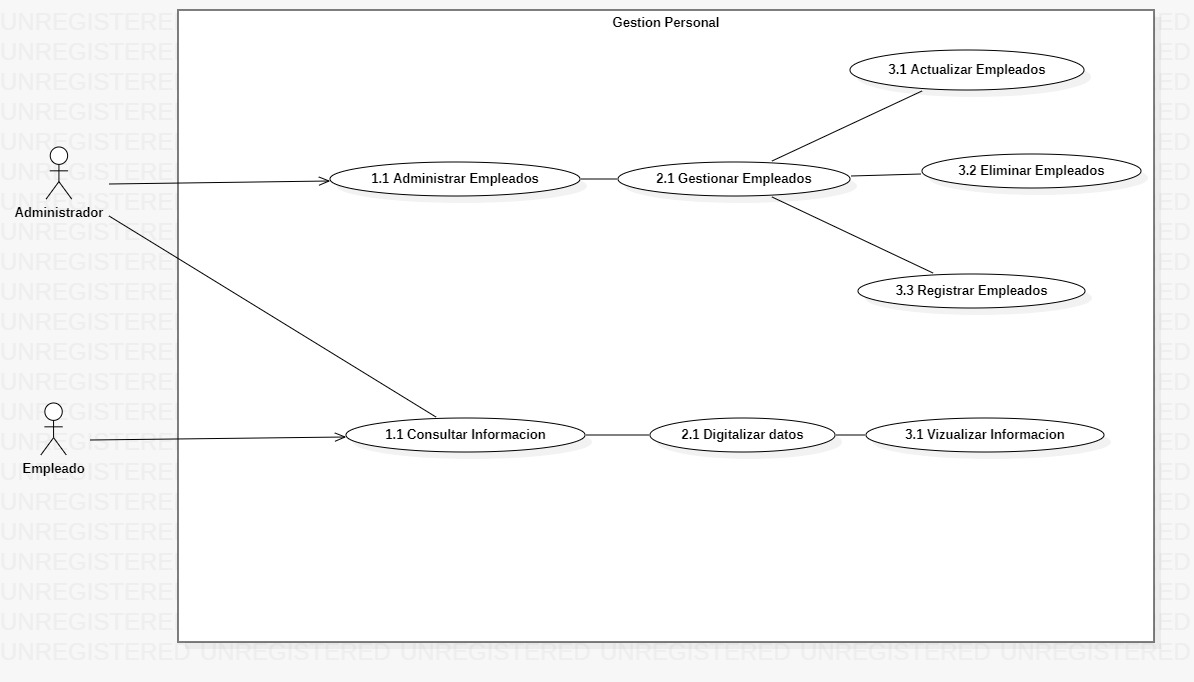 Gestion Personal
3.1 Actualizar Empleados
1.1 Administrar Empleados
2.1 Gestionar Empleados
3.2 Eliminar Empleados
Administrador
3.3 Registrar Empleados
1.1 Consultar Informacion
2.1 Digitalizar datos
3.1 Vizualizar Informacion
Empleado
UNREGISTERED UNREGISTERED UNREGISTERED UNREGISTERED UNREGISTERED UNREGISTERED